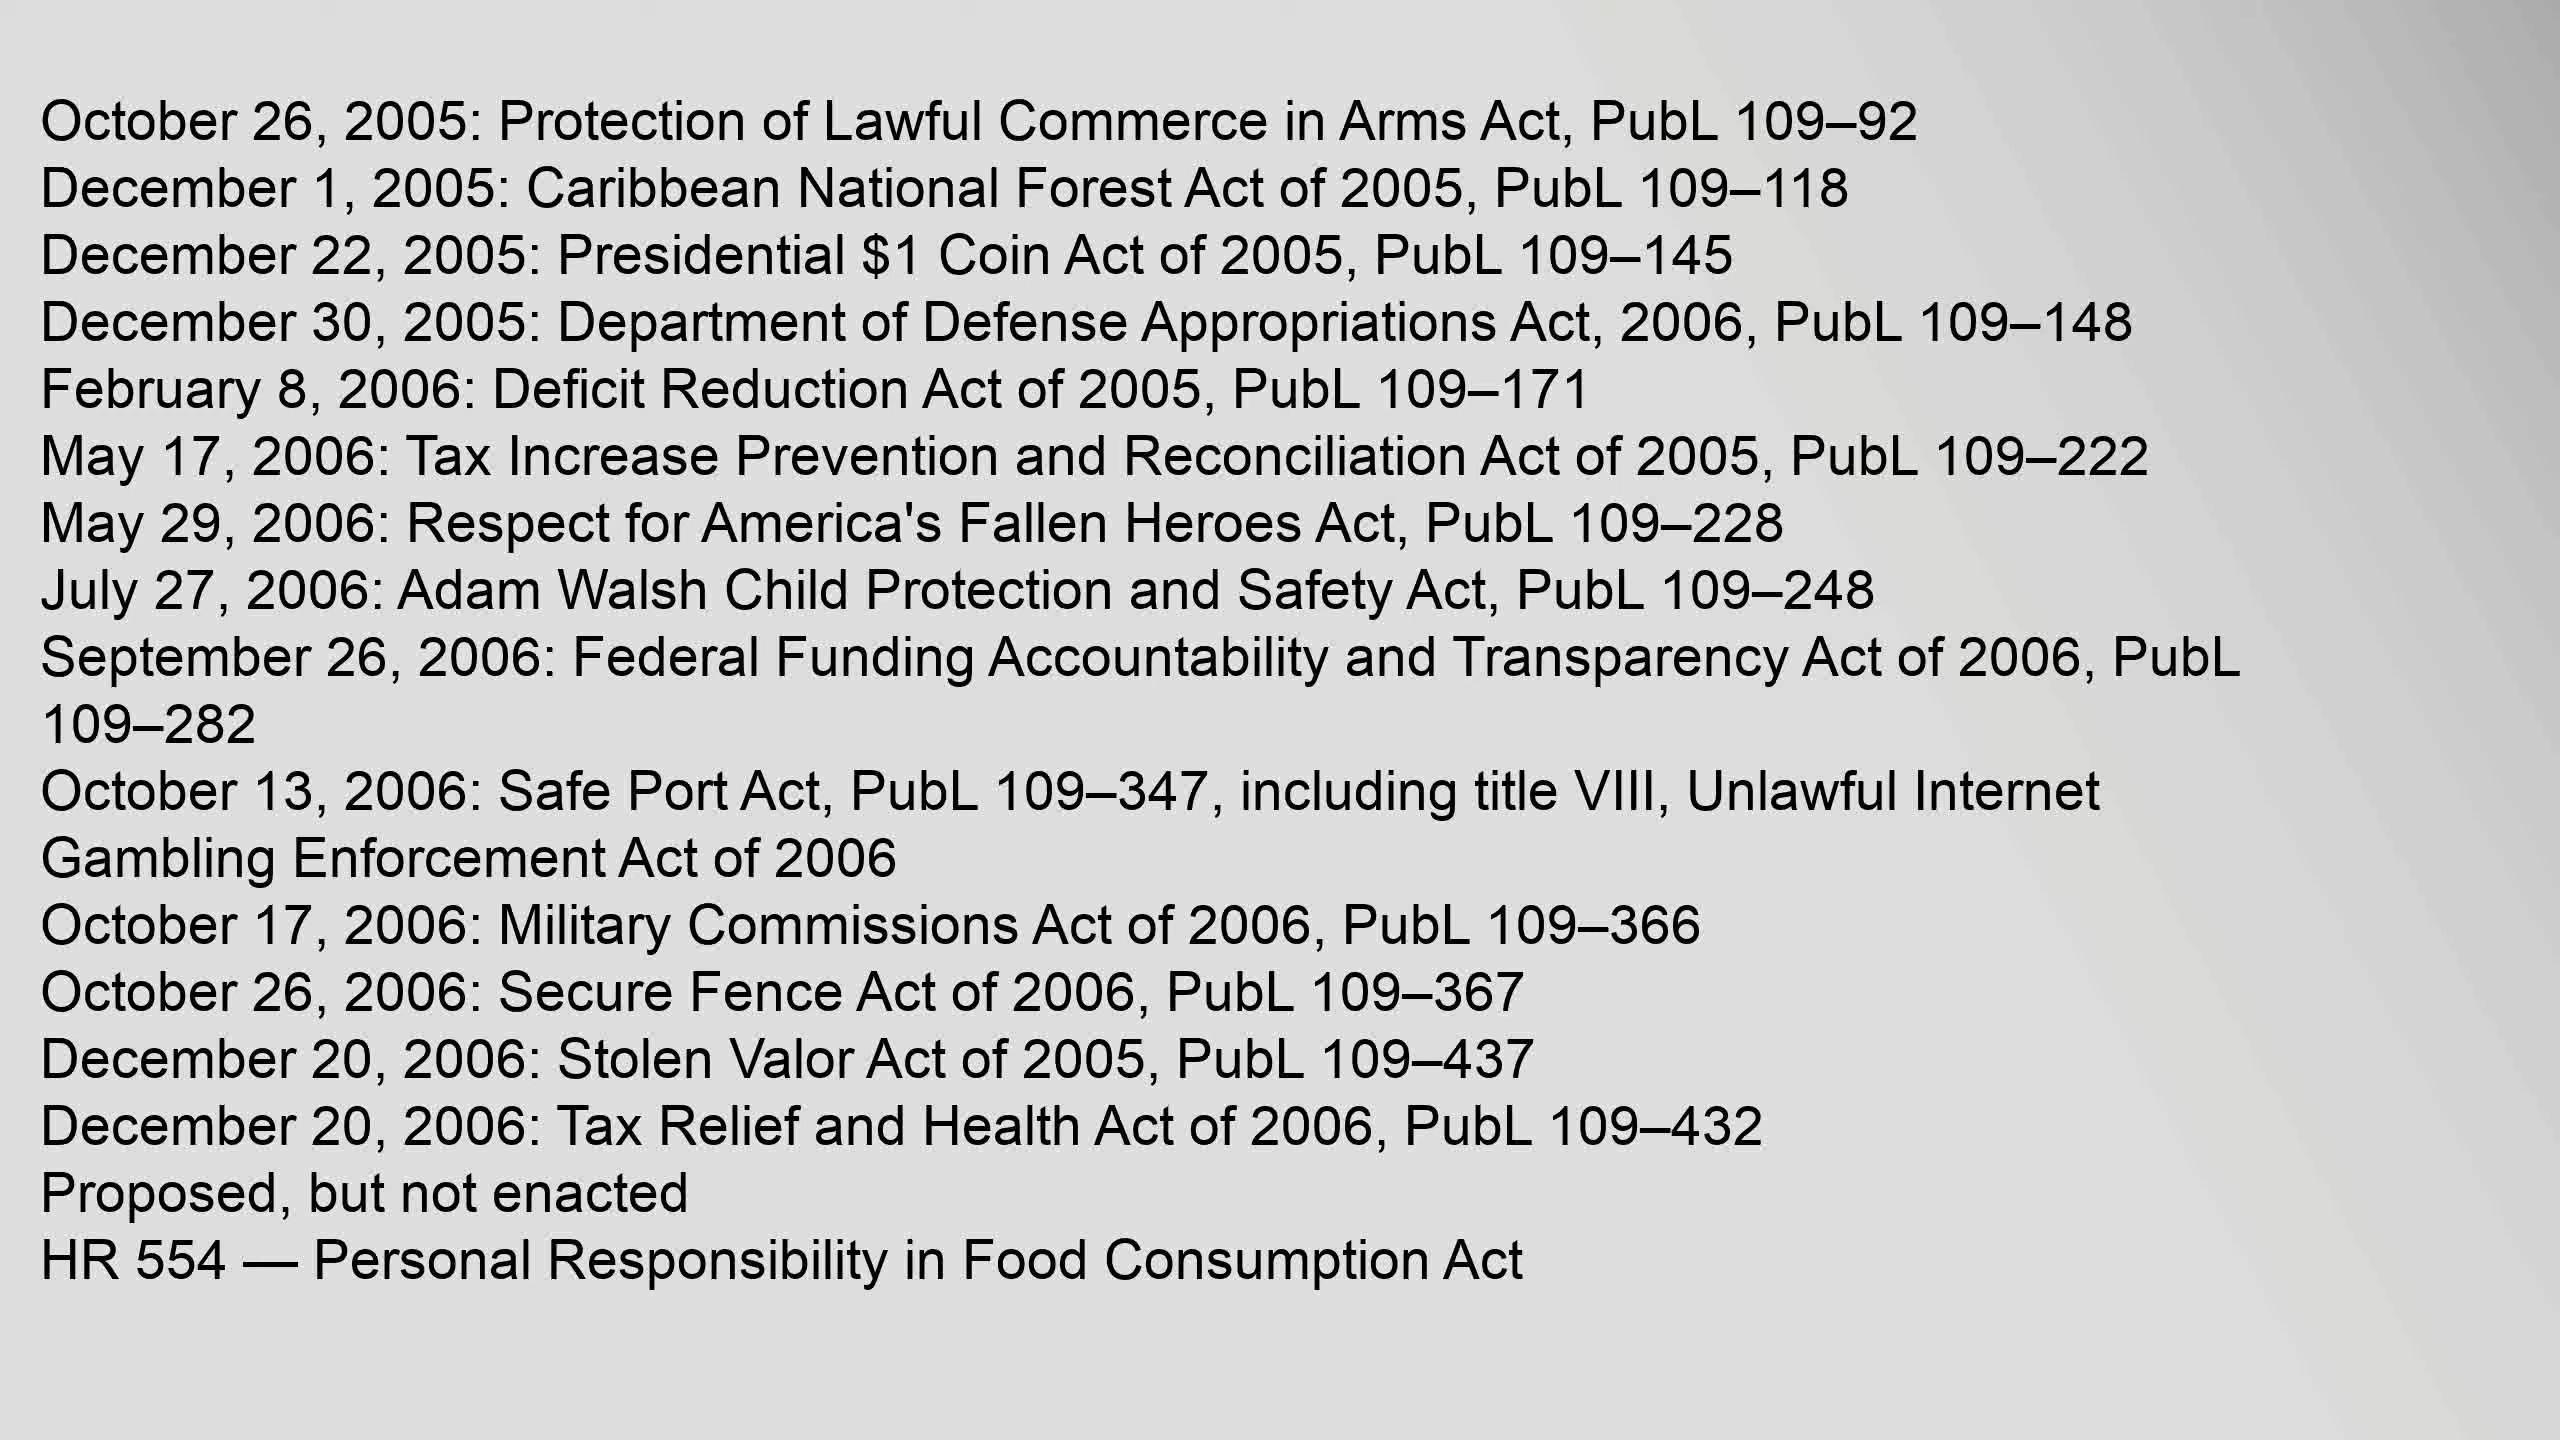 October 26, 2005: Protection of Lawful Commerce in Arms Act, PubL 109–92
December 1, 2005: Caribbean National Forest Act of 2005, PubL 109–118
December 22, 2005: Presidential $1 Coin Act of 2005, PubL 109–145
December 30, 2005: Department of Defense Appropriations Act, 2006, PubL 109–148
February 8, 2006: Deficit Reduction Act of 2005, PubL 109–171
May 17, 2006: Tax Increase Prevention and Reconciliation Act of 2005, PubL 109–222
May 29, 2006: Respect for America's Fallen Heroes Act, PubL 109–228
July 27, 2006: Adam Walsh Child Protection and Safety Act, PubL 109–248
September 26, 2006: Federal Funding Accountability and Transparency Act of 2006, PubL
109–282
October 13, 2006: Safe Port Act, PubL 109–347, including title VIII, Unlawful Internet
Gambling Enforcement Act of 2006
October 17, 2006: Military Commissions Act of 2006, PubL 109–366
October 26, 2006: Secure Fence Act of 2006, PubL 109–367
December 20, 2006: Stolen Valor Act of 2005, PubL 109–437
December 20, 2006: Tax Relief and Health Act of 2006, PubL 109–432
Proposed, but not enacted
HR 554 — Personal Responsibility in Food Consumption Act